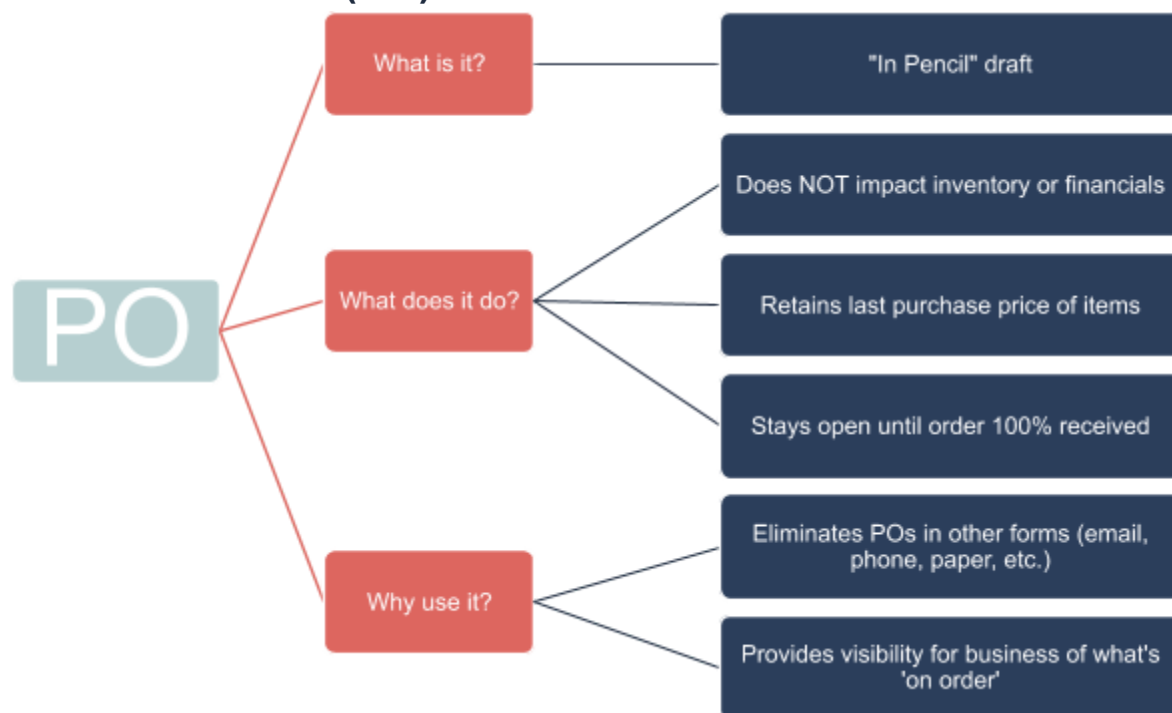 PO
What is it?
"In Pencil" draft
What does it do?
Does NOT impact inventory or financials
Retains last purchase price of items
Stays open until order 100% received
Why use it?
Eliminates POs in other forms (email,
phone, paper, etc.)
Provides visibility for business of what's
'on order'